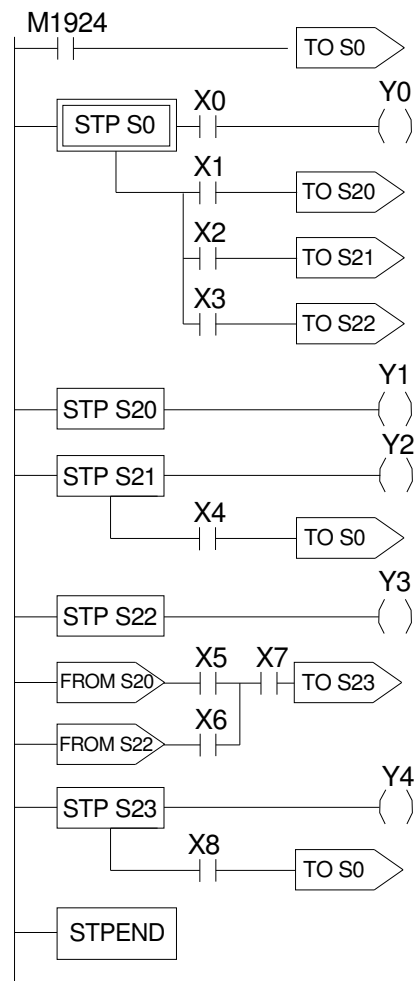 M1924
TO S0
STP S0
X0
Y0
X1
TO S20
X2
TO S21
X3
TO S22
STP S20
Y1
STP S21
Y2
X4
TO S0
STP S22
Y3
FROM S20
X5
X7
TO S23
FROM S22
X6
STP S23
Y4
X8
TO S0
STPEND